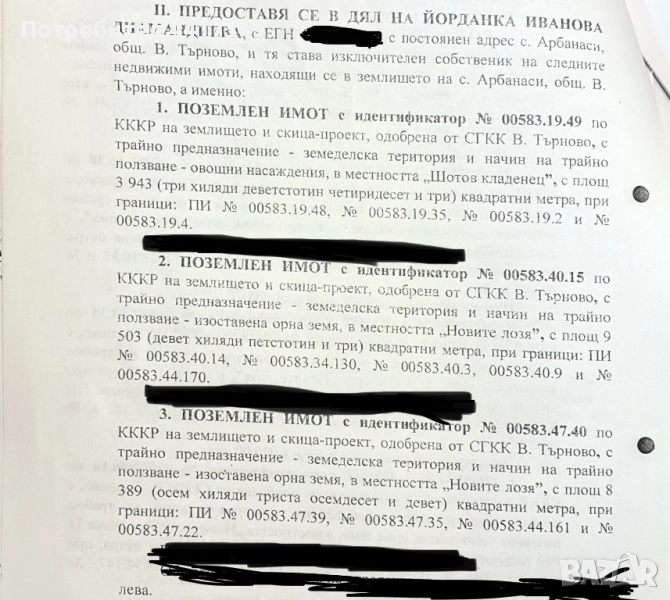 II. ПРЕДОСТАВЯ СЕ В ДЯЛ НА ЙОРДАНКА ИВАНОВА
ДИАМАНДИЕВА, с ЕГН с постоянен адрес с. Арбанаси,
общ. В. Търново, и тя става изключителен собственик на следните
недвижими имоти, находящи се в землището на с. Арбанаси, общ. В.
Търново, а именно:
1. ПОЗЕМЛЕН ИМОТ с идентификатор № 00583.19.49 по
КККР на землището и скица-проект, одобрена от СГКК В. Търново, с
трайно предназначение - земеделска територия и начин на трайно
ползване - овощни насаждения, в местността „Шотов кладенец", с площ
3 943 (три хиляди деветстотин четиридесет и три) квадратни метра, при
граници: ПИ № 00583.19.48, № 00583.19.35, № 00583.19.2 и №
00583.19.4.
2. ПОЗЕМЛЕН ИМОТ с идентификатор № 00583.40.15 по
КККР на землището и скица-проект, одобрена от СГКК В. Търново, с
трайно предназначение - земеделска територия и начин на трайно
ползване - изоставена орна земя, в местността „Новите лозя", с площ 9
503 (девет хиляди петстотин и три) квадратни метра, при граници: ПИ
№ 00583.40.14, № 00583.34.130, № 00583.40.3, 00583.40.9 и №
00583.44.170.
3. ПОЗЕМЛЕН ИМОТ с идентификатор № 00583.47.40 по
КККР на землището и скица-проект, одобрена от СГКК В. Търново, с
трайно предназначение - земеделска територия и начин на трайно
ползване - изоставена орна земя, в местността „Новите лозя", с площ 8
389 (осем хиляди триста осемдесет и девет) квадратни метра, при
граници: ПИ № 00583.47.39, № 00583.47.35, № 00583.44.161 и №
00583.47.22.
лева.
BAZAR